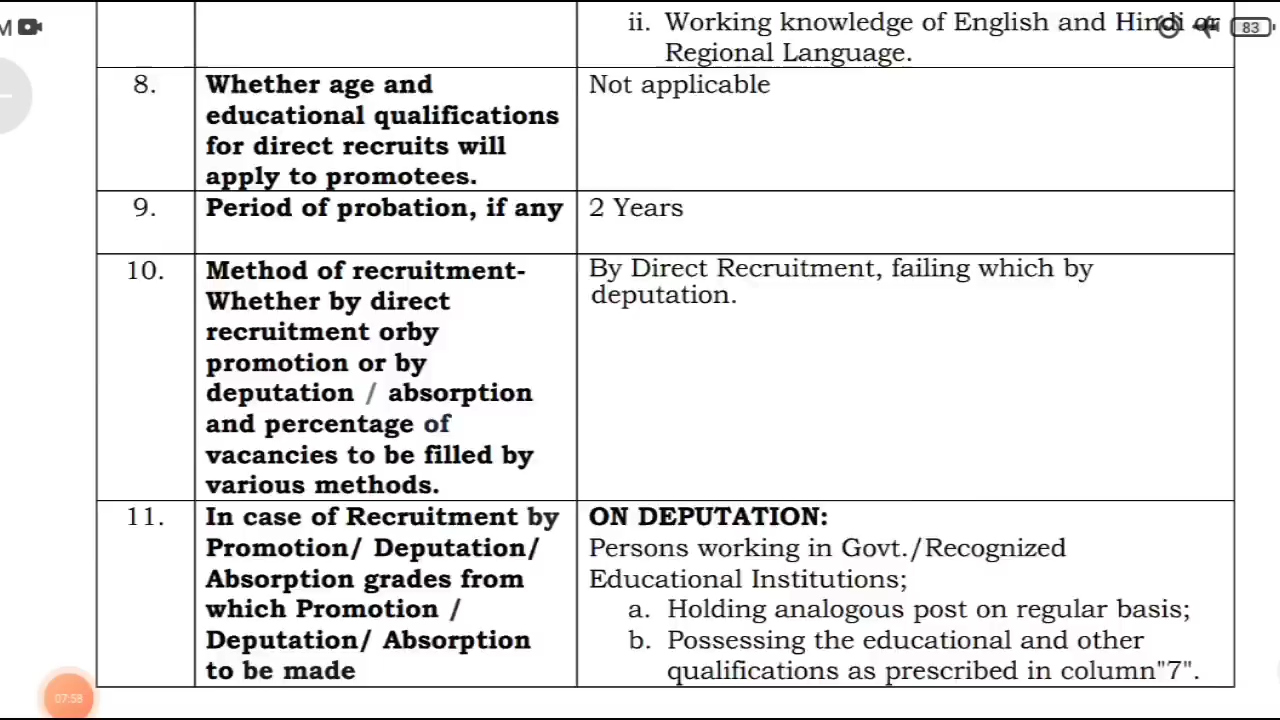 M
83
ii. Working knowledge of English and Hindi or
Regional Language.
8. Whether age and
educational qualifications
for direct recruits will
apply to promotees.
Not applicable
9. Period of probation, if any
2 Years
10. Method of recruitment-
Whether by direct
recruitment orby
promotion or by
deputation / absorption
and percentage of
vacancies to be filled by
various methods.
By Direct Recruitment, failing which by
deputation.
11. In case of Recruitment by
Promotion/ Deputation/
Absorption grades from
which Promotion /
Deputation/ Absorption
to be made
ON DEPUTATION:
Persons working in Govt./Recognized
Educational Institutions;
a. Holding analogous post on regular basis;
b. Possessing the educational and other
qualifications as prescribed in column"7".
07:58